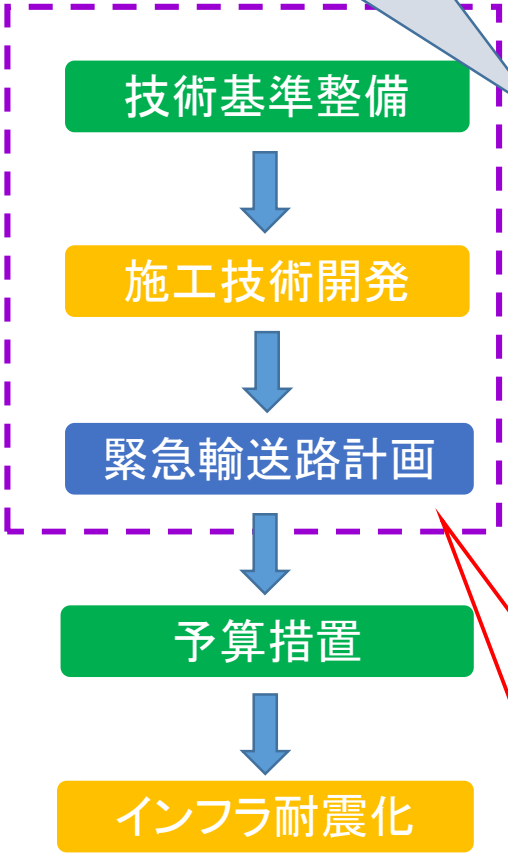 技術基準整備
施工技術開発
緊急輸送路計画
予算措置
インフラ耐震化